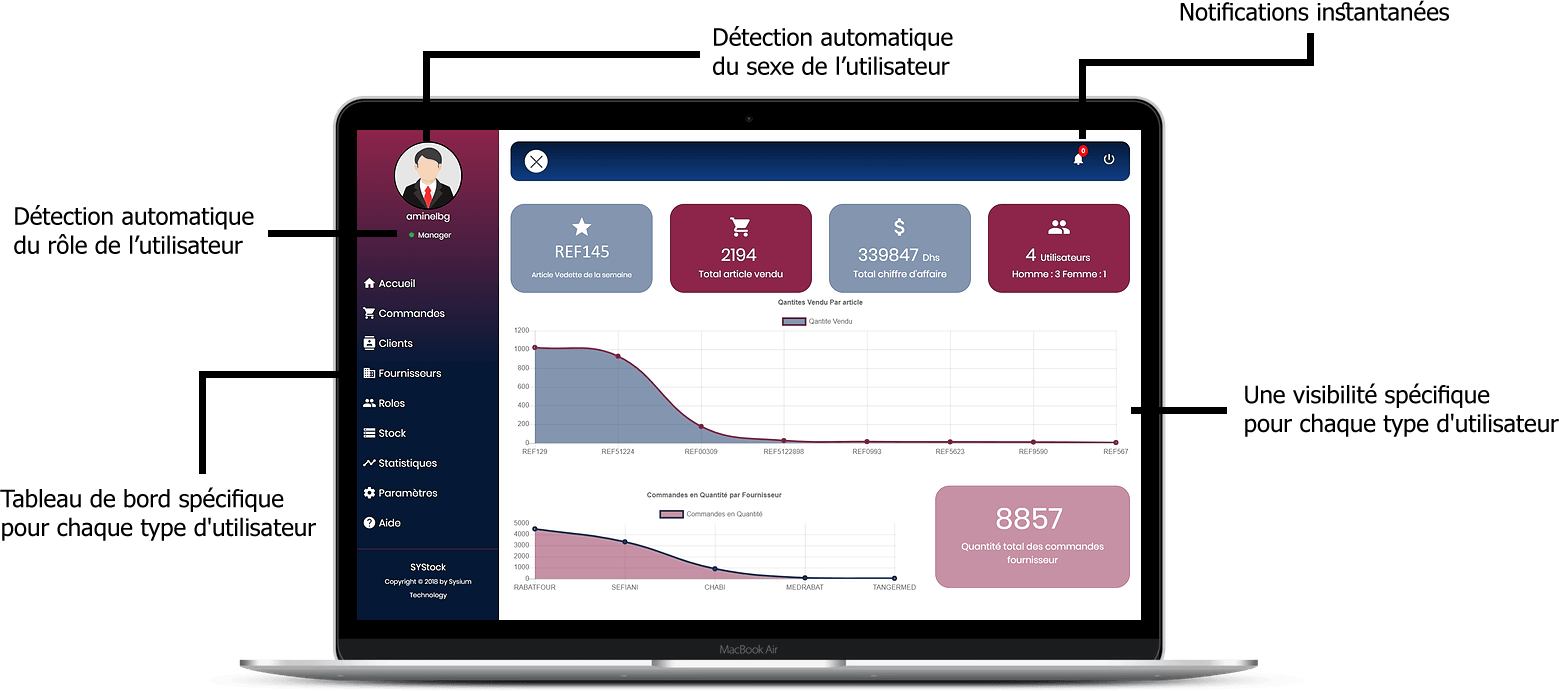 Notifications instantanées
Détection automatique
du sexe de l’utilisateur
Détection automatique
du rôle de l’utilisateur
Tableau de bord spécifique
pour chaque type d'utilisateur
Une visibilité spécifique
pour chaque type d'utilisateur
aminelbg
Manager
Accueil
Commandes
Clients
Fournisseurs
Roles
Stock
Statistiques
Paramètres
Aide
SYStock
Copyright © 2018 by Sysium
Technology
0
REF145
Article Vedette de la semaine
2194
Total article vendu
$
339847 Dhs
Total chiffre d'affaire
4 Utilisateurs
Homme : 3 Femme : 1
Qantites Vendu Par article
Qantite Vendu
1200
1000
800
600
400
200
0
REF129 REF51224 REF00309 REF5122898 REF0993 REF5623 REF9590 REF567
Commandes en Quantité par Fournisseur
Commandes en Quantité
5000
4000
3000
2000
1000
0
RABATFOUR SEFIANI CHABI MEDRABAT TANGERMED
8857
Quantité total des commandes
fournisseur
MacBook Air